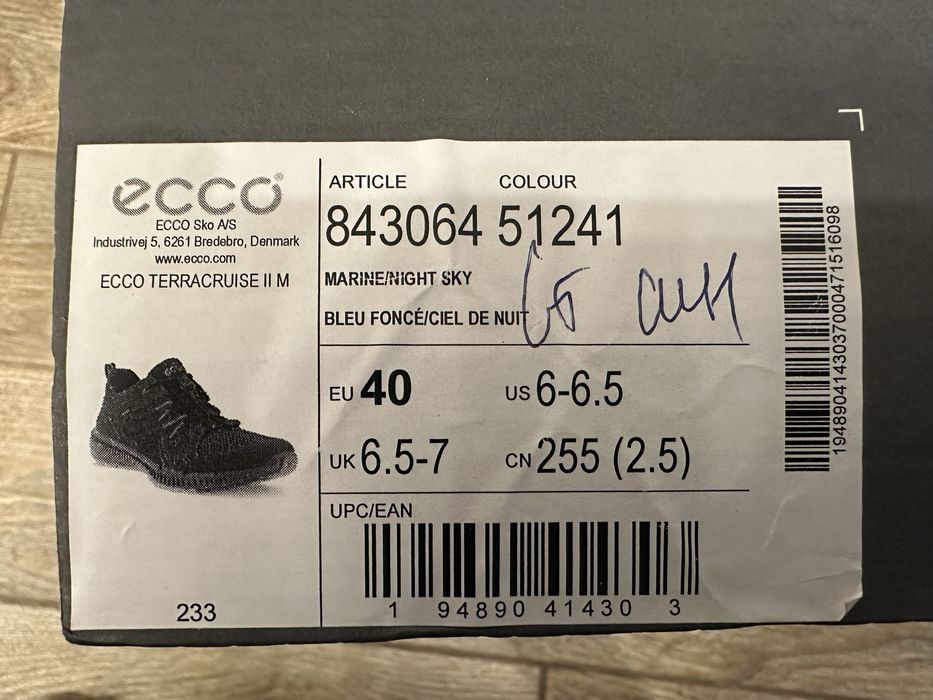 ecco®
ECCO Sko A/S
Industrivej 5, 6261 Bredebro, Denmark
www.ecco.com
ECCO TERRACRUISE II M
233
ARTICLE COLOUR
843064 51241
MARINE/NIGHT SKY
BLEU FONCÉ/CIEL DE NUIT
EU 40 US 6-6.5
UK 6.5-7 CN 255 (2.5)
UPC/EAN
1 94890 41430 3
1948904143037000471516098